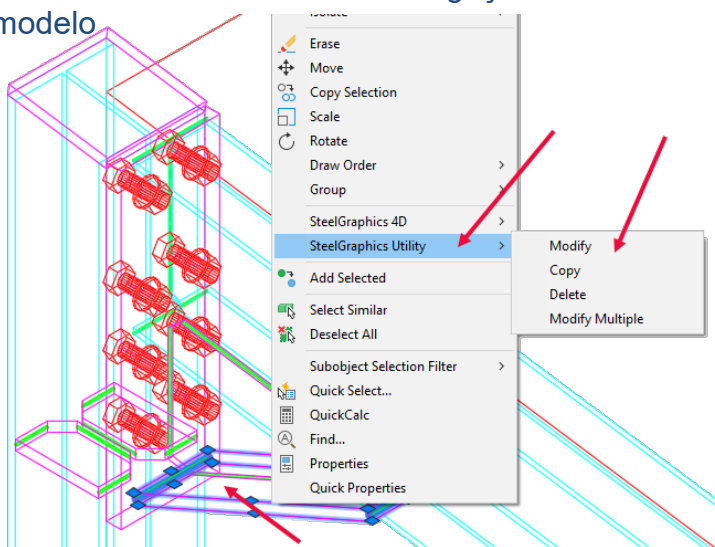 modelo
Erase
Move
Copy Selection
Scale
Rotate
Draw Order
Group
SteelGraphics 4D
SteelGraphics Utility
Modify
Copy
Delete
Modify Multiple
Add Selected
Select Similar
Deselect All
Subobject Selection Filter
Quick Select...
QuickCalc
Find...
Properties
Quick Properties